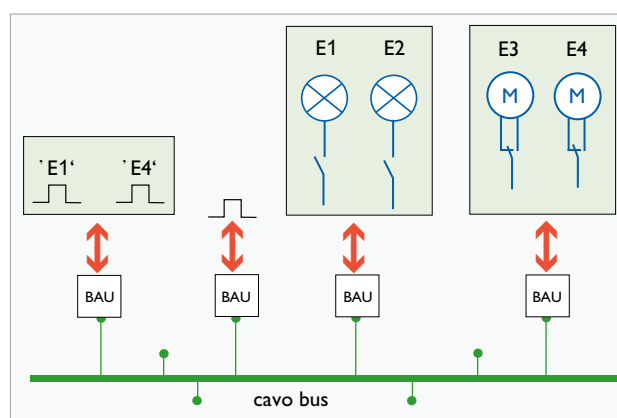 E1 E2
E3 E4
M M
`E1‘ `E4‘
BAU BAU BAU BAU
cavo bus